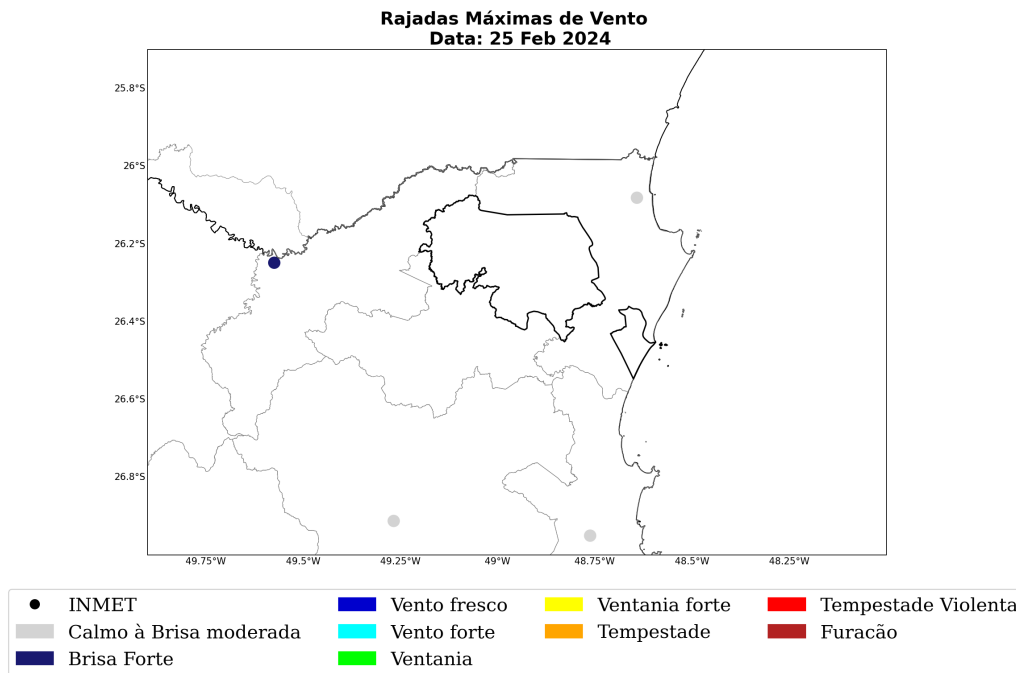 Rajadas Máximas de Vento
Data: 25 Feb 2024
25.8°S
26°S
26.2°S
26.4°S
26.6°S
26.8°S
49.75°W 49.5°W 49.25°W 49°W 48.75°W 48.5°W 48.25°W
INMET Vento fresco Ventania forte Tempestade Violenta
Calmo à Brisa moderada Vento forte Tempestade Furacão
Brisa Forte Ventania